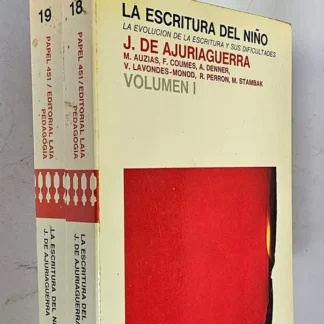 LA ESCRITURA DEL NIÑO
LA EVOLUCION DE LA ESCRITURA Y SUS DIFICULTADES
J. DE AJURIAGUERRA
M. AUZIAS, F. COUMES, A. DENNER,
V. LAVONDES-MONOD, R. PERRON, M. STAMBAK
VOLUMEN I
19
PAPEL 451 / EDITORIAL LAIA
PEDAGOGIA
LA ESCRITURA DEL N
J. DE AJURIAGUERRA
18
PAPEL 451 / EDITORIAL LAIA
PEDAGOGIA
LA ESCRITURA DEL
J. DE AJURIAGUERRA